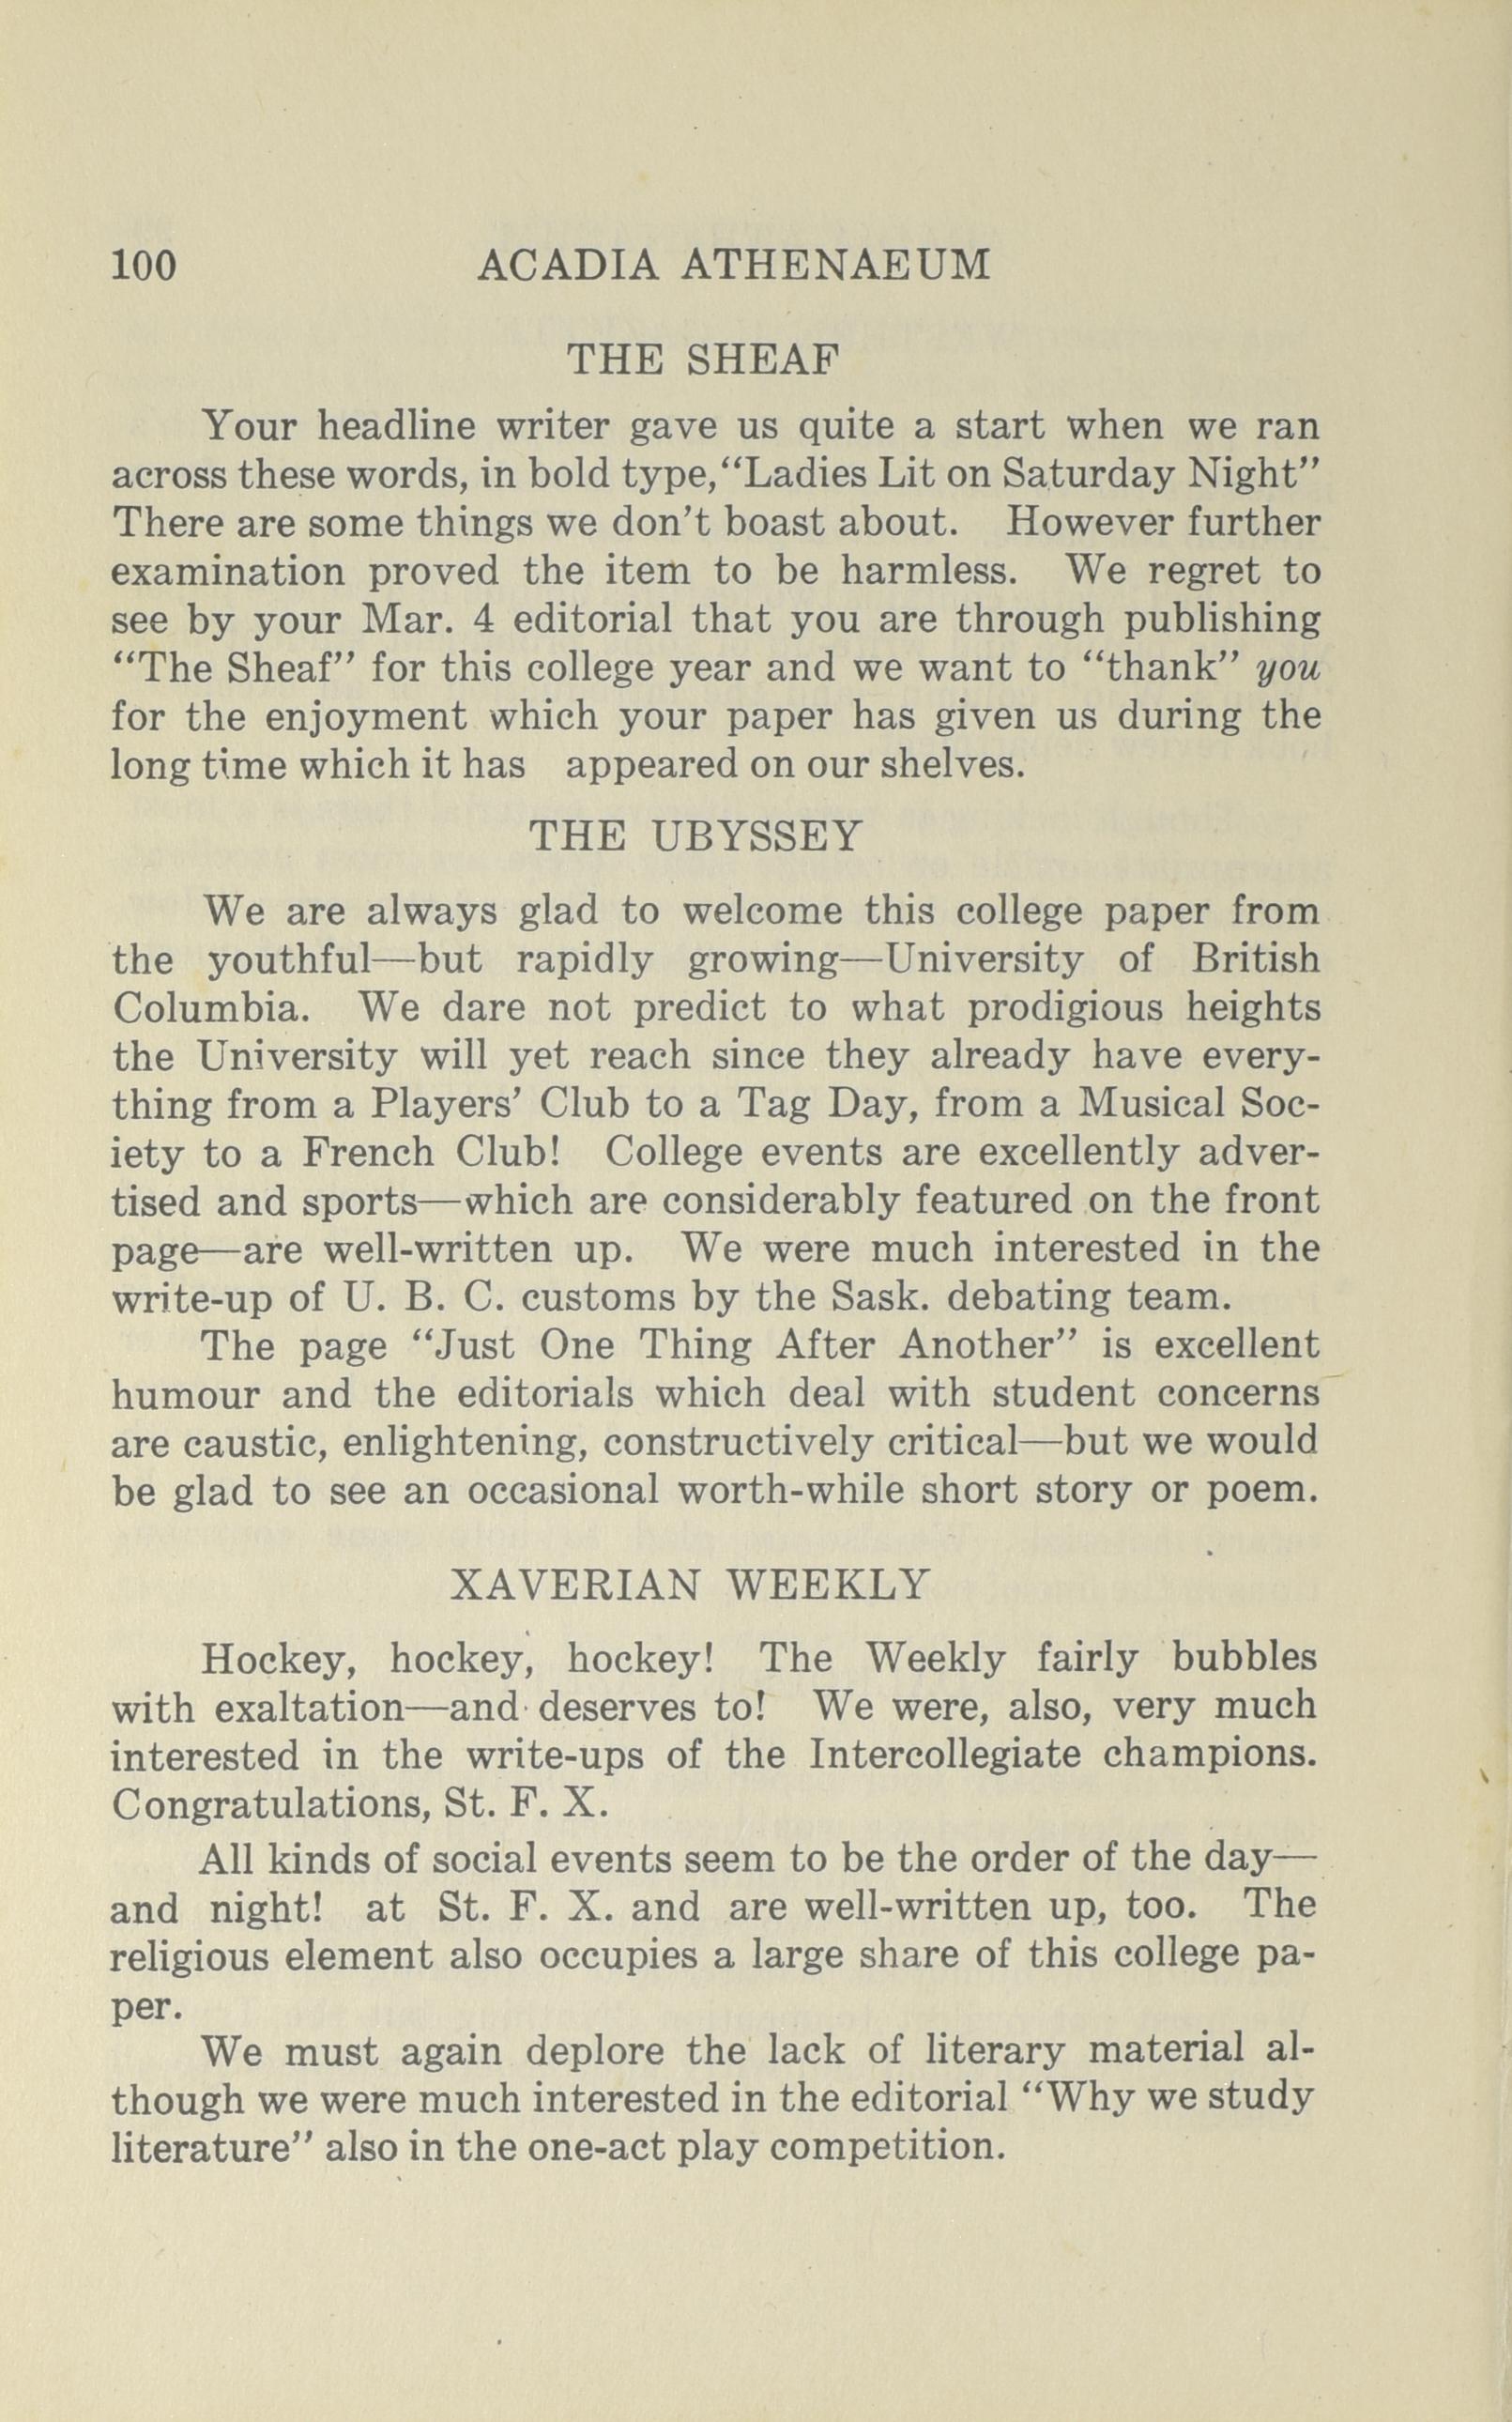 100 ACADIA ATHENAEUM
THE SHEAF
Your headline writer gave us quite a start when we ran
across these words, in bold type,“Ladies Lit on Saturday Night”
There are some things we don't boast about. However further
examination proved the item to be harmless. We regret to
see by your Mar. 4 editorial that you are through publishing
“The Sheaf” for this college year and we want to “thank” you
for the enjoyment which your paper has given us during the
long time which it has appeared on our shelves.
THE UBYSSEY
We are always glad to welcome this college paper from
the youthful—but rapidly growing—University of British
Columbia. We dare not predict to what prodigious heights
the University will yet reach since they already have every-
thing from a Players’ Club to a Tag Day, from a Musical Soc-
iety to a French Club! College events are excellently adver-
tised and sports—which are considerably featured on the front
page—are well-written up. We were much interested in the
write-up of U. B. C. customs by the Sask. debating team.
The page “Just One Thing After Another” is excellent
humour and the editorials which deal with student concerns
are caustic, enlightening, constructively critical—but we would
be glad to see an occasional worth-while short story or poem.
XAVERIAN WEEKLY
Hockey, hockey, hockey! The Weekly fairly bubbles
with exaltation—and deserves to! We were, also, very much
interested in the write-ups of the Intercollegiate champions.
Congratulations, St. F. X.
All kinds of social events seem to be the order of the day—
and night! at St. F. X. and are well-written up, too. The
religious element also occupies a large share of this college pa-
per.
We must again deplore the lack of literary material al-
though we were much interested in the editorial “Why we study
literature” also in the one-act play competition.